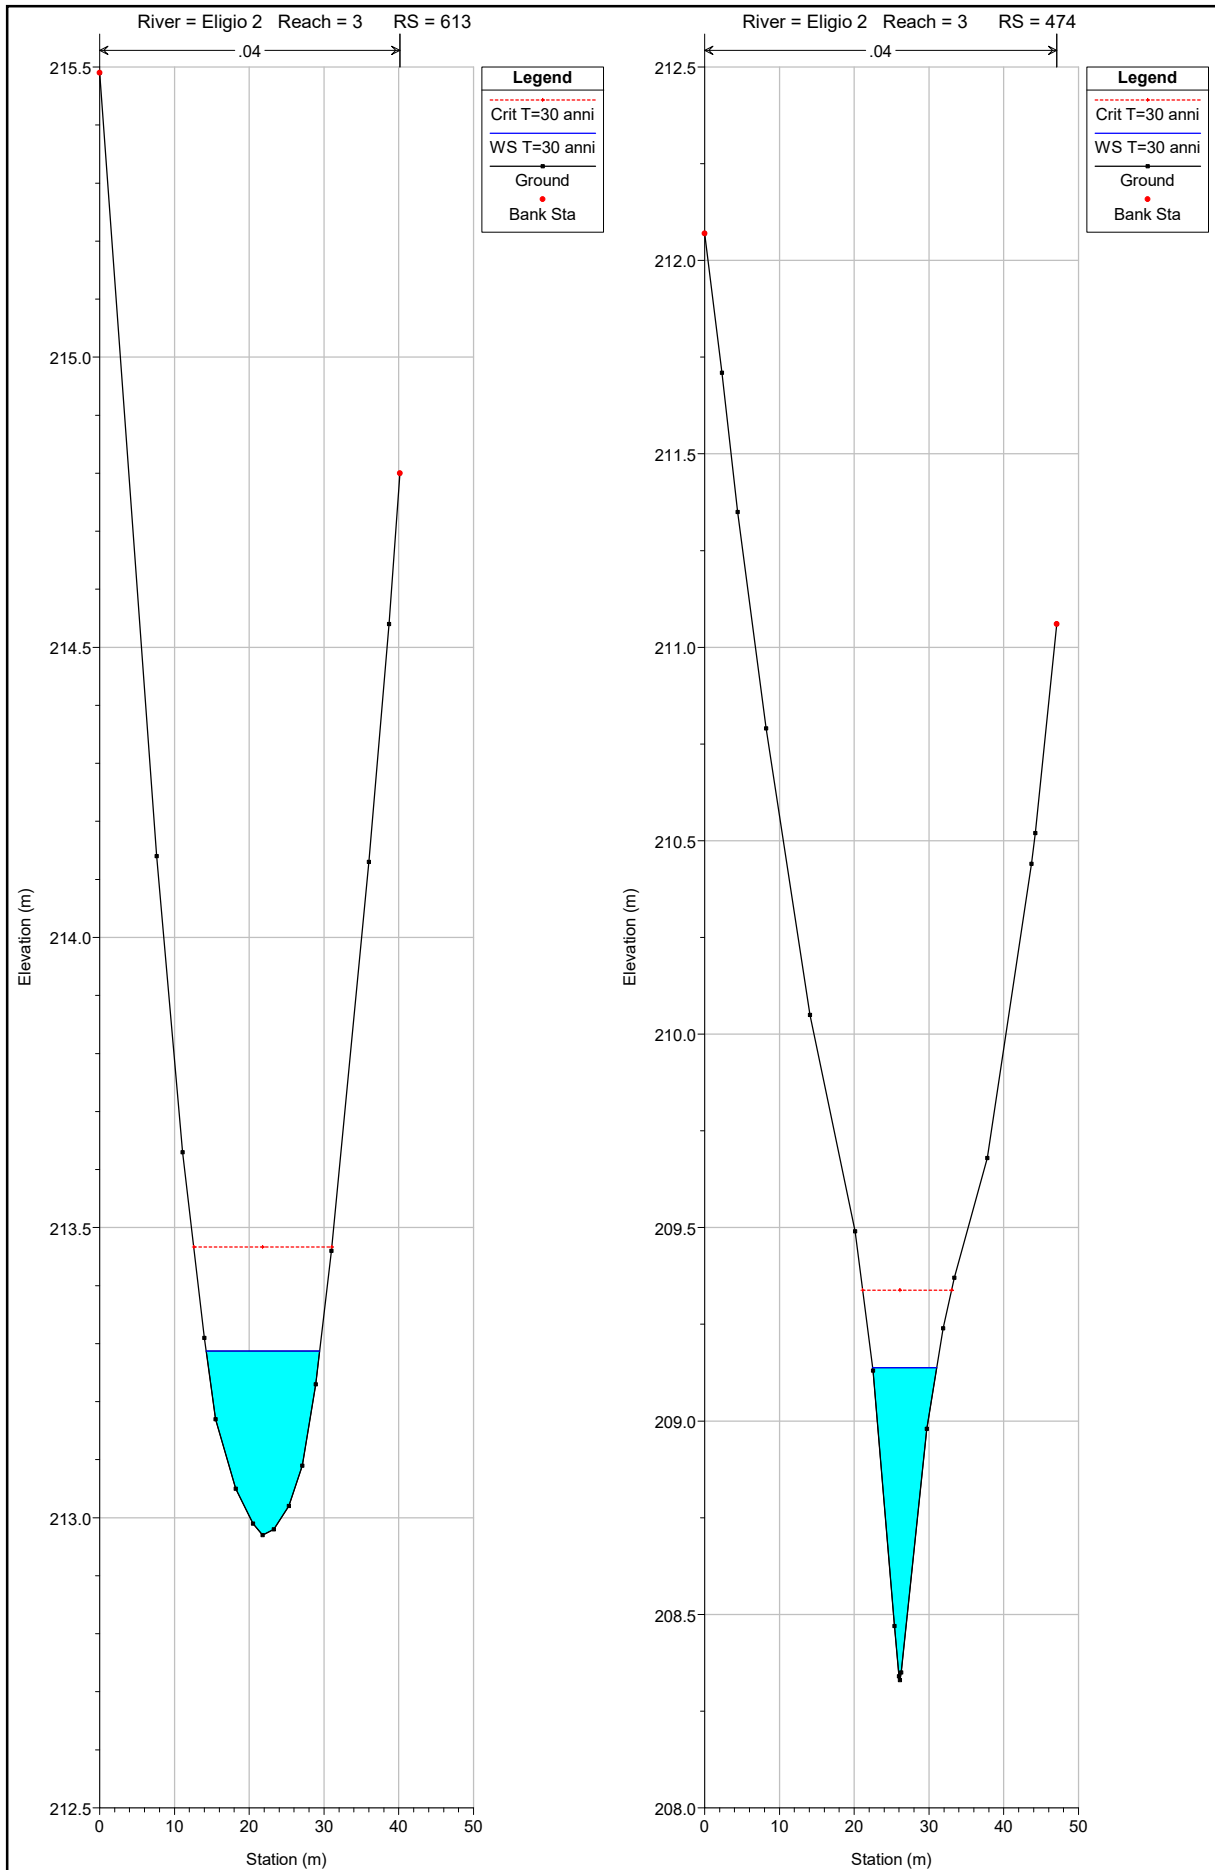 River = Eligio 2 Reach = 3 RS = 613
.04
Legend
Crit T=30 anni
WS T=30 anni
Ground
Bank Sta
215.5
215.0
214.5
214.0
213.5
213.0
212.5
Elevation (m)
0 10 20 30 40 50
Station (m)
River = Eligio 2 Reach = 3 RS = 474
.04
Legend
Crit T=30 anni
WS T=30 anni
Ground
Bank Sta
212.5
212.0
211.5
211.0
210.5
210.0
209.5
209.0
208.5
208.0
Elevation (m)
0 10 20 30 40 50
Station (m)